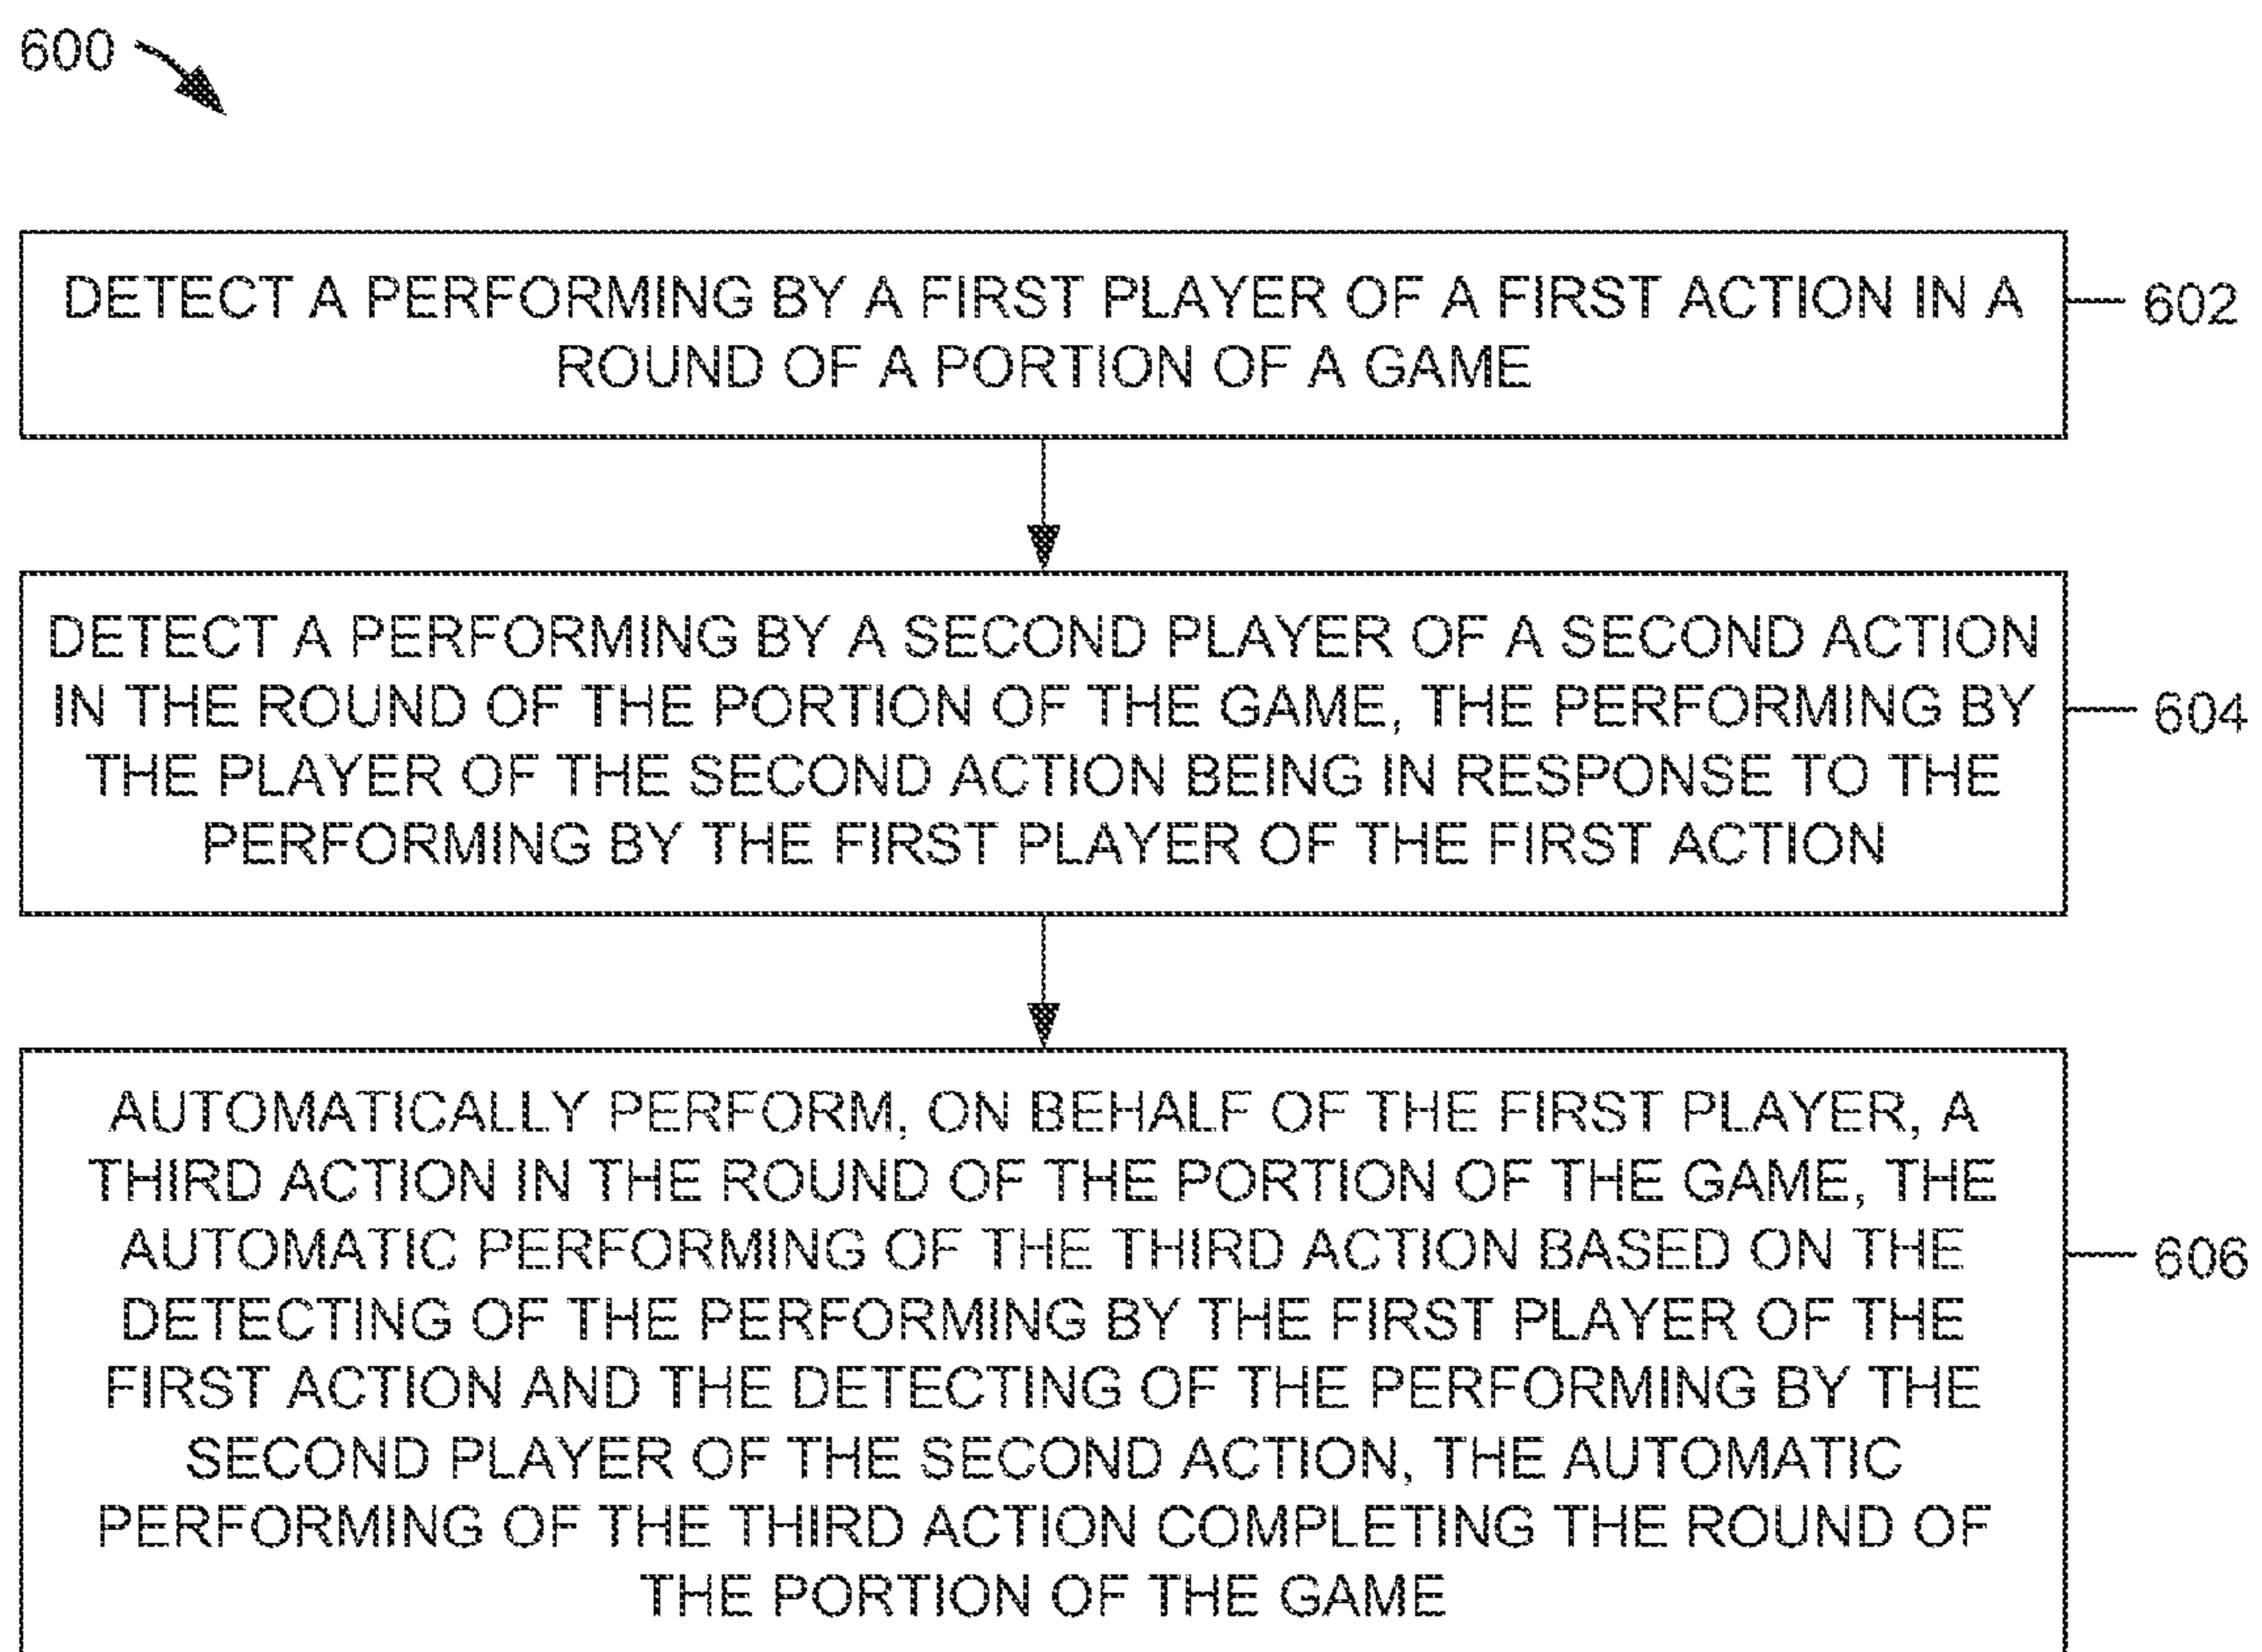 600
DETECT A PERFORMING BY A FIRST PLAYER OF A FIRST ACTION IN A
ROUND OF A PORTION OF A GAME
602
DETECT A PERFORMING BY A SECOND PLAYER OF A SECOND ACTION
IN THE ROUND OF THE PORTION OF THE GAME, THE PERFORMING BY
THE PLAYER OF THE SECOND ACTION BEING IN RESPONSE TO THE
PERFORMING BY THE FIRST PLAYER OF THE FIRST ACTION
604
AUTOMATICALLY PERFORM, ON BEHALF OF THE FIRST PLAYER, A
THIRD ACTION IN THE ROUND OF THE PORTION OF THE GAME, THE
AUTOMATIC PERFORMING OF THE THIRD ACTION BASED ON THE
DETECTING OF THE PERFORMING BY THE FIRST PLAYER OF THE
FIRST ACTION AND THE DETECTING OF THE PERFORMING BY THE
SECOND PLAYER OF THE SECOND ACTION, THE AUTOMATIC
PERFORMING OF THE THIRD ACTION COMPLETING THE ROUND OF
THE PORTION OF THE GAME
606